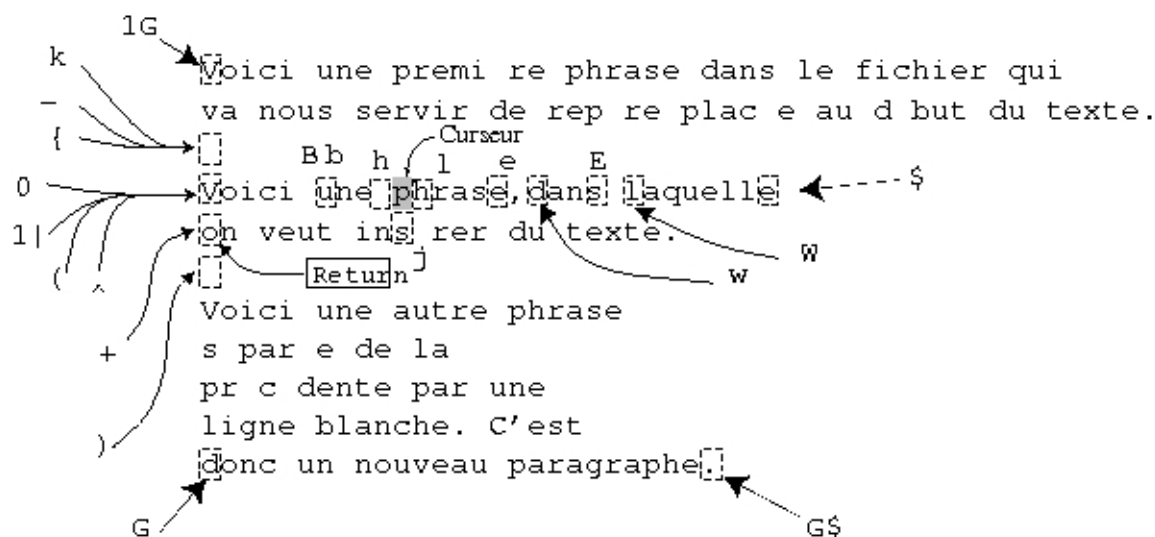 1G
k
Voici une premi re phrase dans le fichier qui
–
va nous servir de rep re plac e au d but du texte.
{
Curseur
B b h l e E
0
Voici une phrase, dans laquelle
$
1|
on veut ins rer du texte.
W
( ^
Return
j
w
Voici une autre phrase
+
s par e de la
pr c dente par une
ligne blanche. C'est
)
donc un nouveau paragraphe.
G
G$